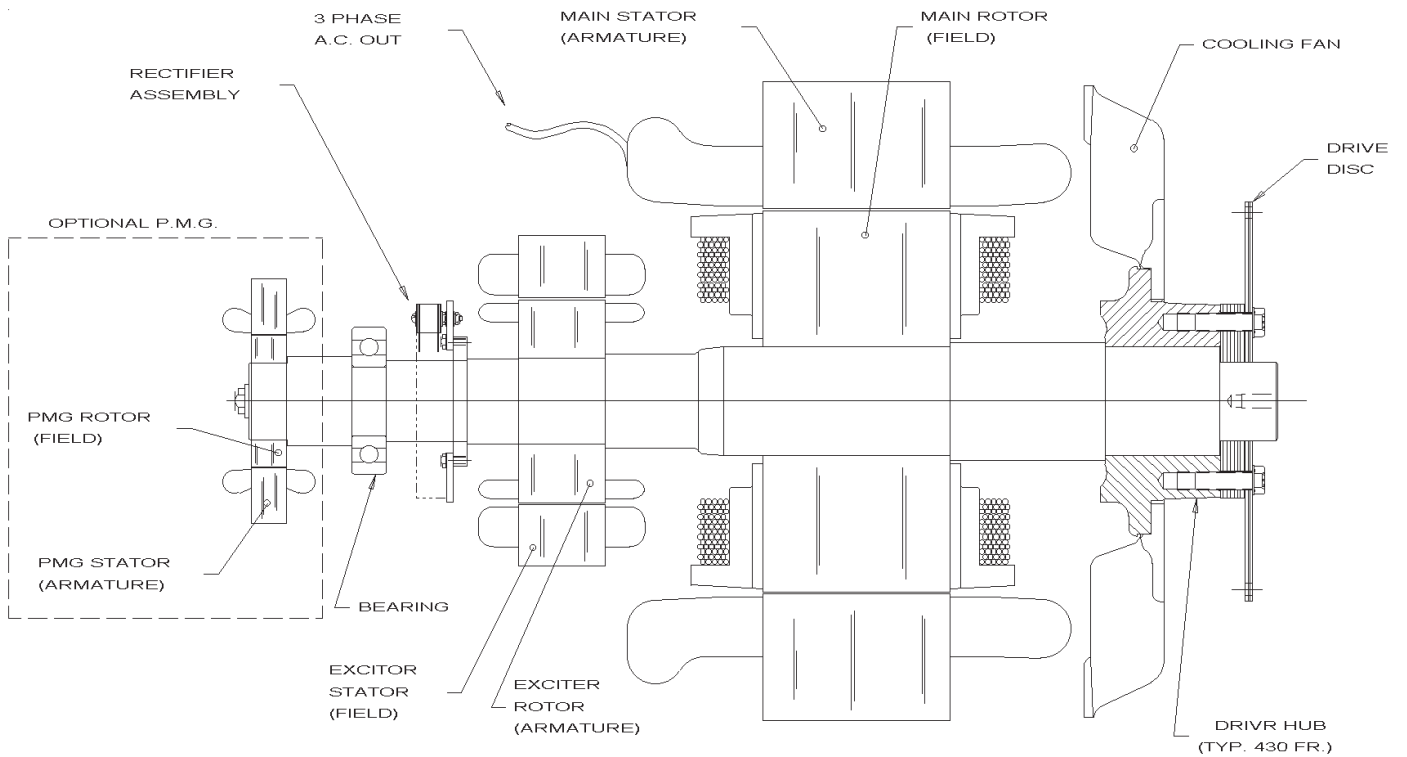 3 PHASE
A.C. OUT
MAIN STATOR
(ARMATURE)
MAIN ROTOR
(FIELD)
COOLING FAN
RECTIFIER
ASSEMBLY
DRIVE
DISC
OPTIONAL P.M.G.
PMG ROTOR
(FIELD)
PMG STATOR
(ARMATURE)
BEARING
EXCITOR
STATOR
(FIELD)
EXCITER
ROTOR
(ARMATURE)
DRIVR HUB
(TYP. 430 FR.)